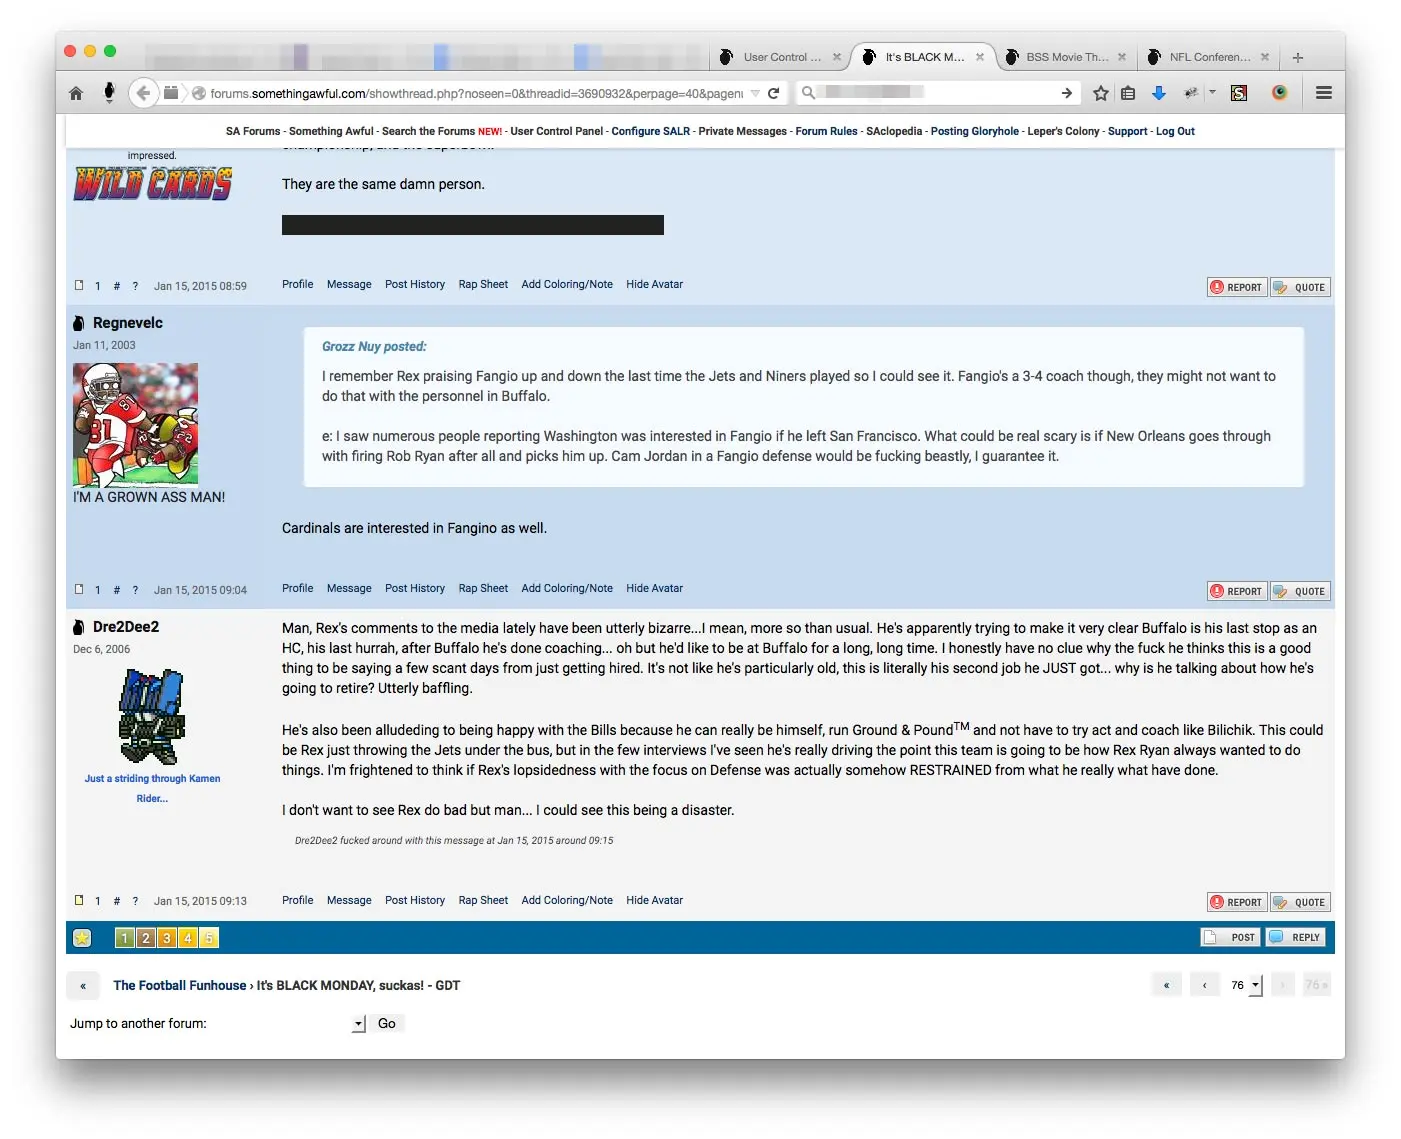 User Control ...
It's BLACK M...
BSS Movie Th...
NFL Conferen...
forums.somethingawful.com/showthread.php?noseen=0&threadid=3690932&perpage=40&pagenu
SA Forums - Something Awful - Search the Forums NEW! - User Control Panel - Configure SALR - Private Messages - Forum Rules - SAclopedia - Posting Gloryhole - Leper's Colony - Support - Log Out
impressed.
WILD CARDS
They are the same damn person.
1 # ? Jan 15, 2015 08:59
Profile Message Post History Rap Sheet Add Coloring/Note Hide Avatar
REPORT QUOTE
Regnevelc
Jan 11, 2003
81
I'M A GROWN ASS MAN!
Grozz Nuy posted:
I remember Rex praising Fangio up and down the last time the Jets and Niners played so I could see it. Fangio's a 3-4 coach though, they might not want to
do that with the personnel in Buffalo.
e: I saw numerous people reporting Washington was interested in Fangio if he left San Francisco. What could be real scary is if New Orleans goes through
with firing Rob Ryan after all and picks him up. Cam Jordan in a Fangio defense would be fucking beastly, I guarantee it.
Cardinals are interested in Fangino as well.
1 # ? Jan 15, 2015 09:04
Profile Message Post History Rap Sheet Add Coloring/Note Hide Avatar
REPORT QUOTE
Dre2Dee2
Dec 6, 2006
Just a striding through Kamen
Rider...
Man, Rex's comments to the media lately have been utterly bizarre...I mean, more so than usual. He's apparently trying to make it very clear Buffalo is his last stop as an
HC, his last hurrah, after Buffalo he's done coaching... oh but he'd like to be at Buffalo for a long, long time. I honestly have no clue why the fuck he thinks this is a good
thing to be saying a few scant days from just getting hired. It's not like he's particularly old, this is literally his second job he JUST got... why is he talking about how he's
going to retire? Utterly baffling.
He's also been alludeding to being happy with the Bills because he can really be himself, run Ground & Pound™ and not have to try act and coach like Bilichik. This could
be Rex just throwing the Jets under the bus, but in the few interviews I've seen he's really driving the point this team is going to be how Rex Ryan always wanted to do
things. I'm frightened to think if Rex's lopsidedness with the focus on Defense was actually somehow RESTRAINED from what he really what have done.
I don't want to see Rex do bad but man... I could see this being a disaster.
Dre2Dee2 fucked around with this message at Jan 15, 2015 around 09:15
1 # ? Jan 15, 2015 09:13
Profile Message Post History Rap Sheet Add Coloring/Note Hide Avatar
REPORT QUOTE
1 2 3 4 5
POST REPLY
« The Football Funhouse › It's BLACK MONDAY, suckas! - GDT
« ‹ 76 › 76 »
Jump to another forum: Go